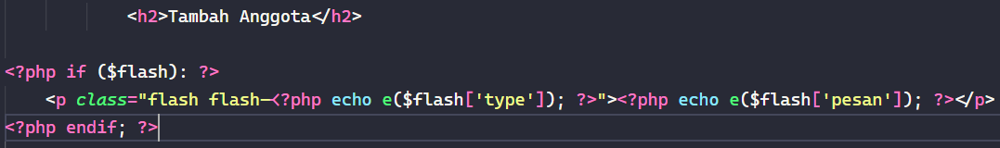 <h2>Tambah Anggota</h2>
<?php if ($flash): ?>
<p class="flash flash-<?php echo e($flash['type']); ?>"><?php echo e($flash['pesan']); ?></p>
<?php endif; ?>